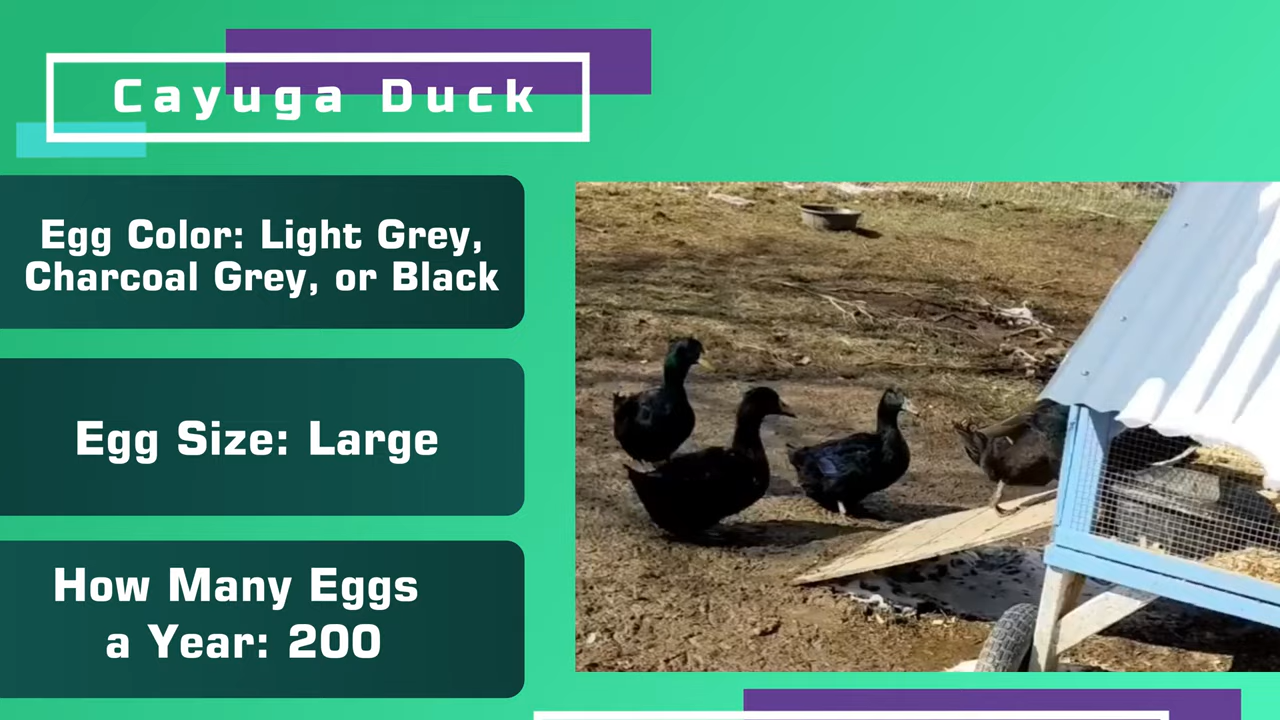 Cayuga Duck
Egg Color: Light Grey,
Charcoal Grey, or Black
Egg Size: Large
How Many Eggs
a Year: 200